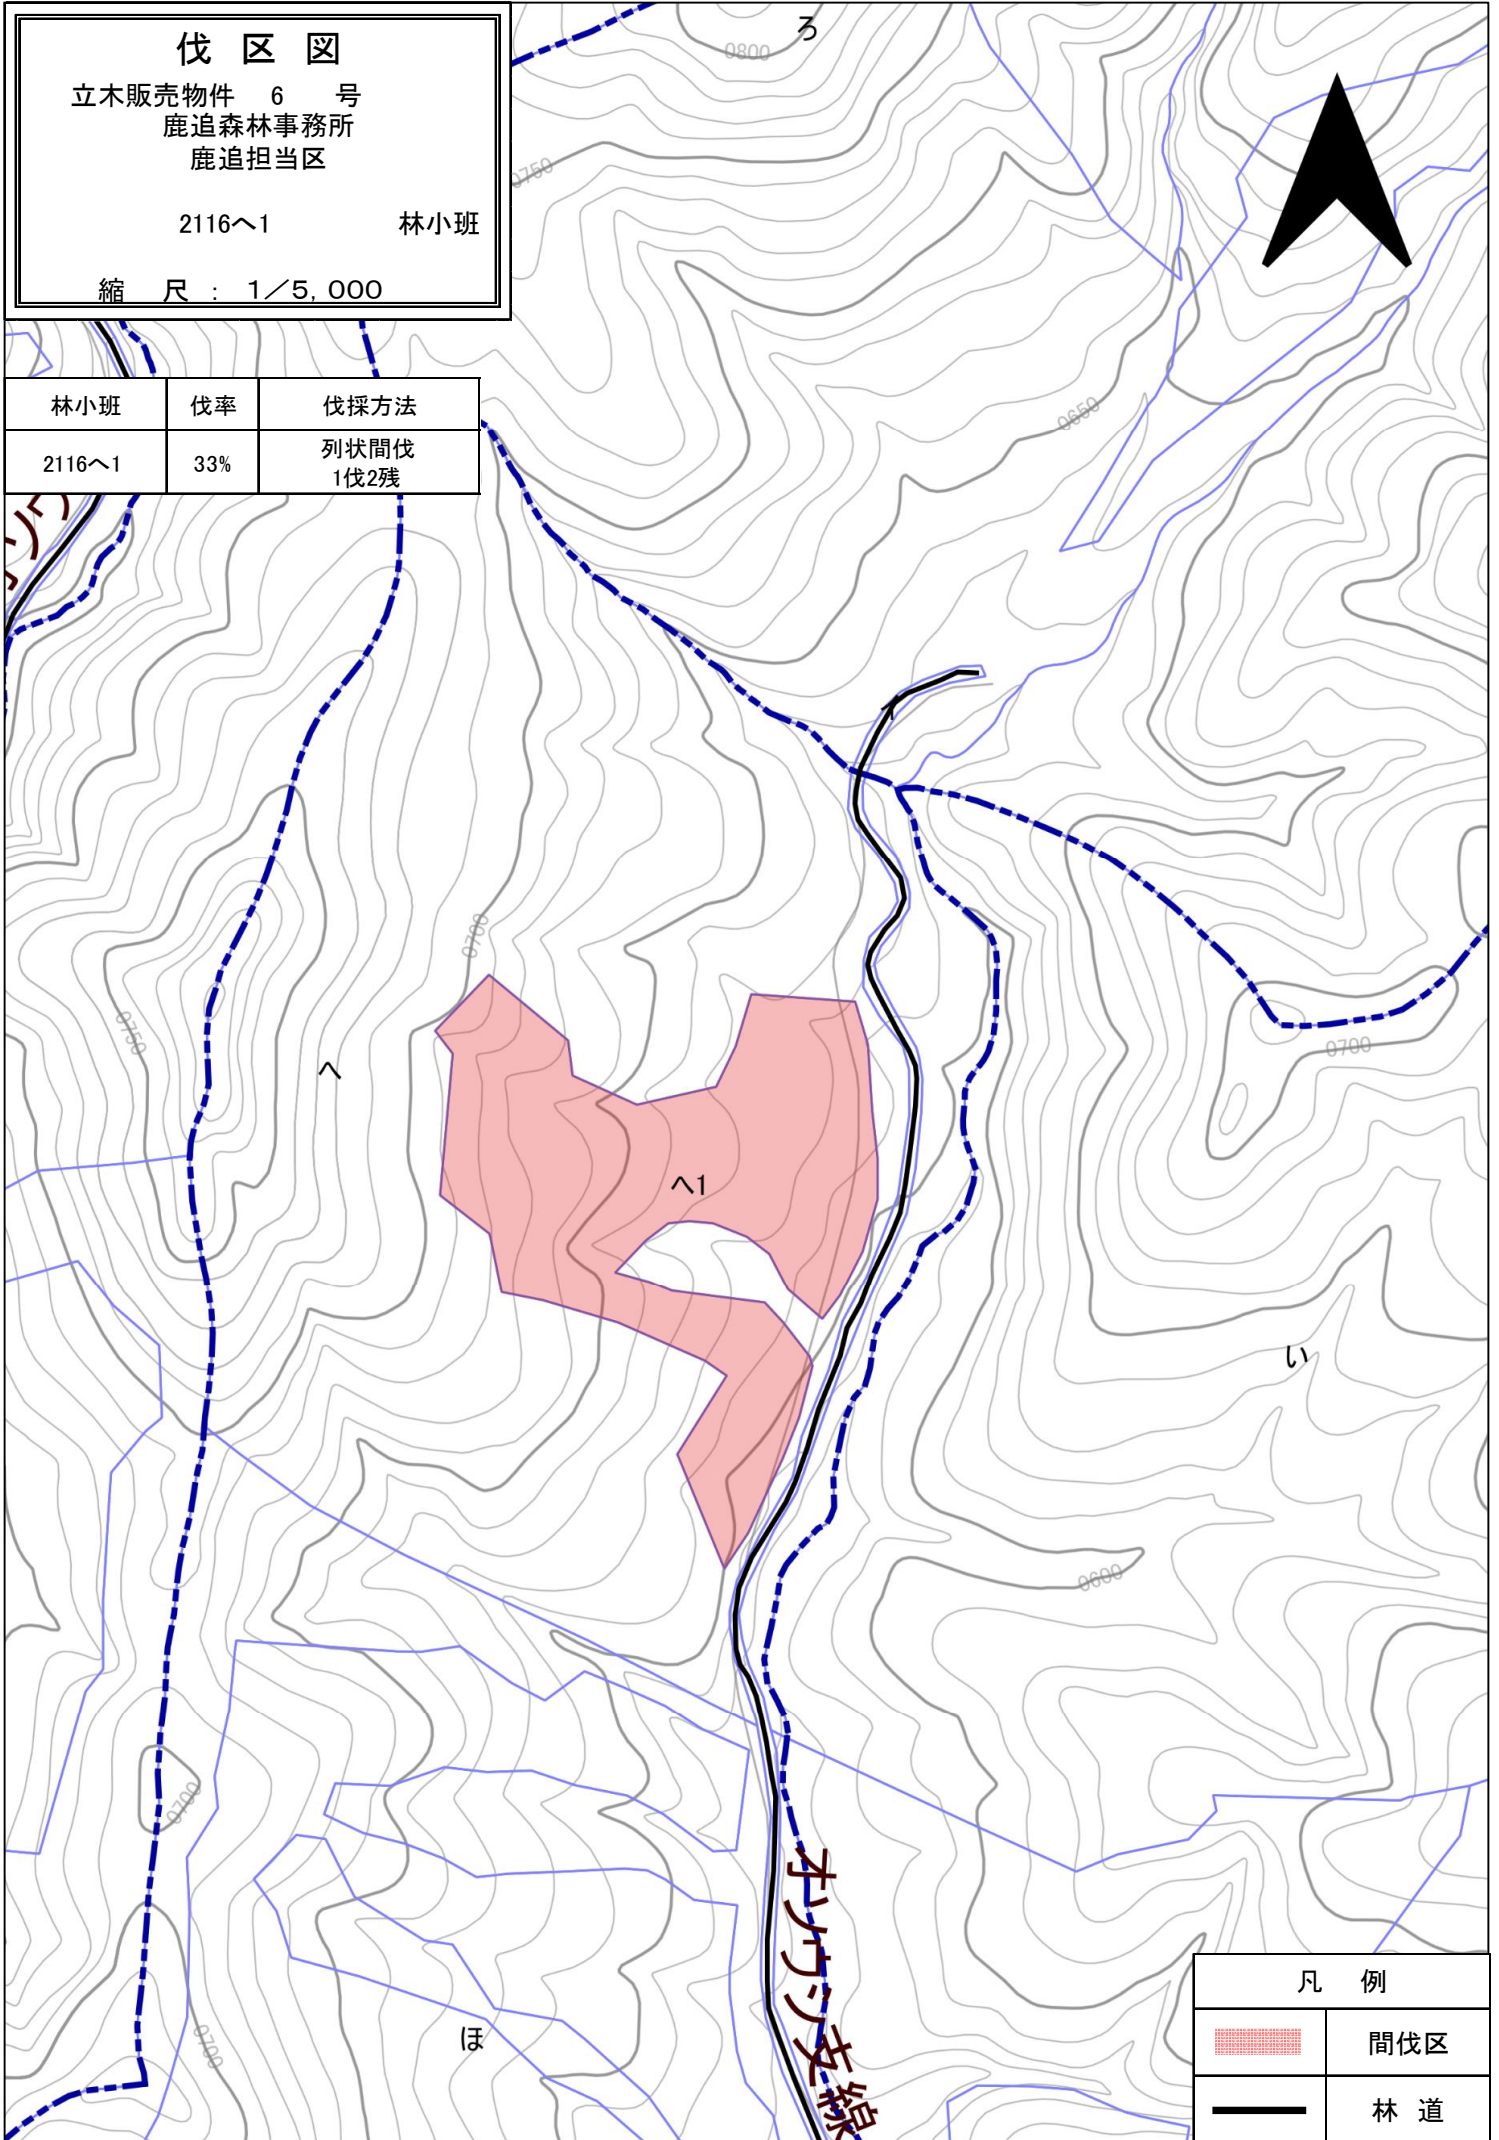 伐区図
立木販売物件 6 号
鹿追森林事務所
鹿追担当区
2116へ1 林小班
縮 尺 : 1/5,000
林小班 伐率 伐採方法
2116へ1 33% 列状間伐
1伐2残
ろ
0800
0750
0650
0700
0750
へ
へ1
0700
い
0600
0700
0700
ほ
オソウシ支線
凡 例
間伐区
林 道